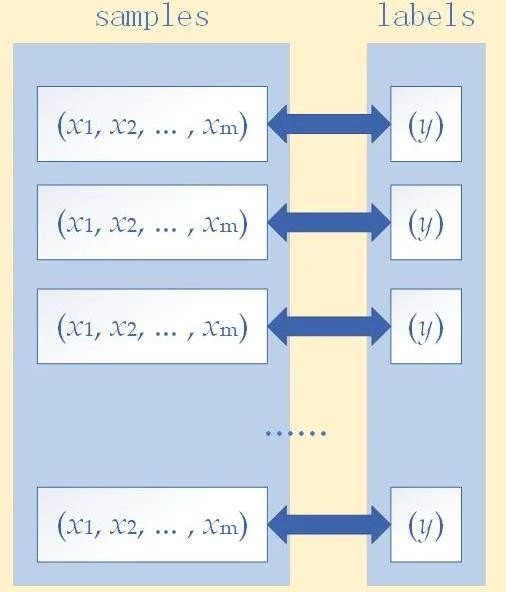 samples labels
(x1, x2, ... , xm) (y)
(x1, x2, ... , xm) (y)
(x1, x2, ... , xm) (y)
......
(x1, x2, ... , xm) (y)